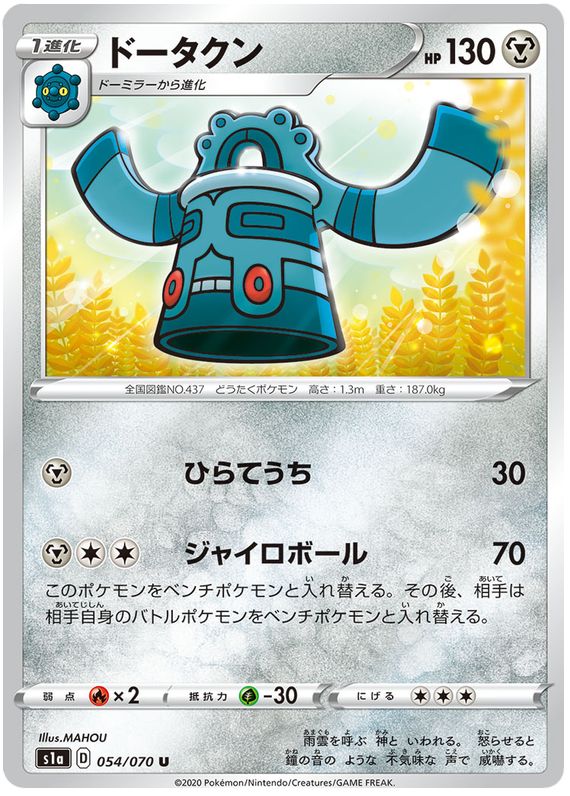 1進化 ドータクン HP 130
ドーミラーから進化
全国図鑑NO.437 どうたくポケモン 高さ:1.3m 重さ:187.0kg
ひらてうち 30
ジャイロボール 70
このポケモンをベンチポケモンと入れ替える。その後、相手は
相手自身のバトルポケモンをベンチポケモンと入れ替える。
弱点 ×2 抵抗力 -30 にげる
Illus.MAHOU
雨雲を呼ぶ 神と いわれる。 怒らせると
鐘の音の ような 不気味な 声で 威嚇する。
s1a D 054/070 U
©2020 Pokémon/Nintendo/Creatures/GAME FREAK.